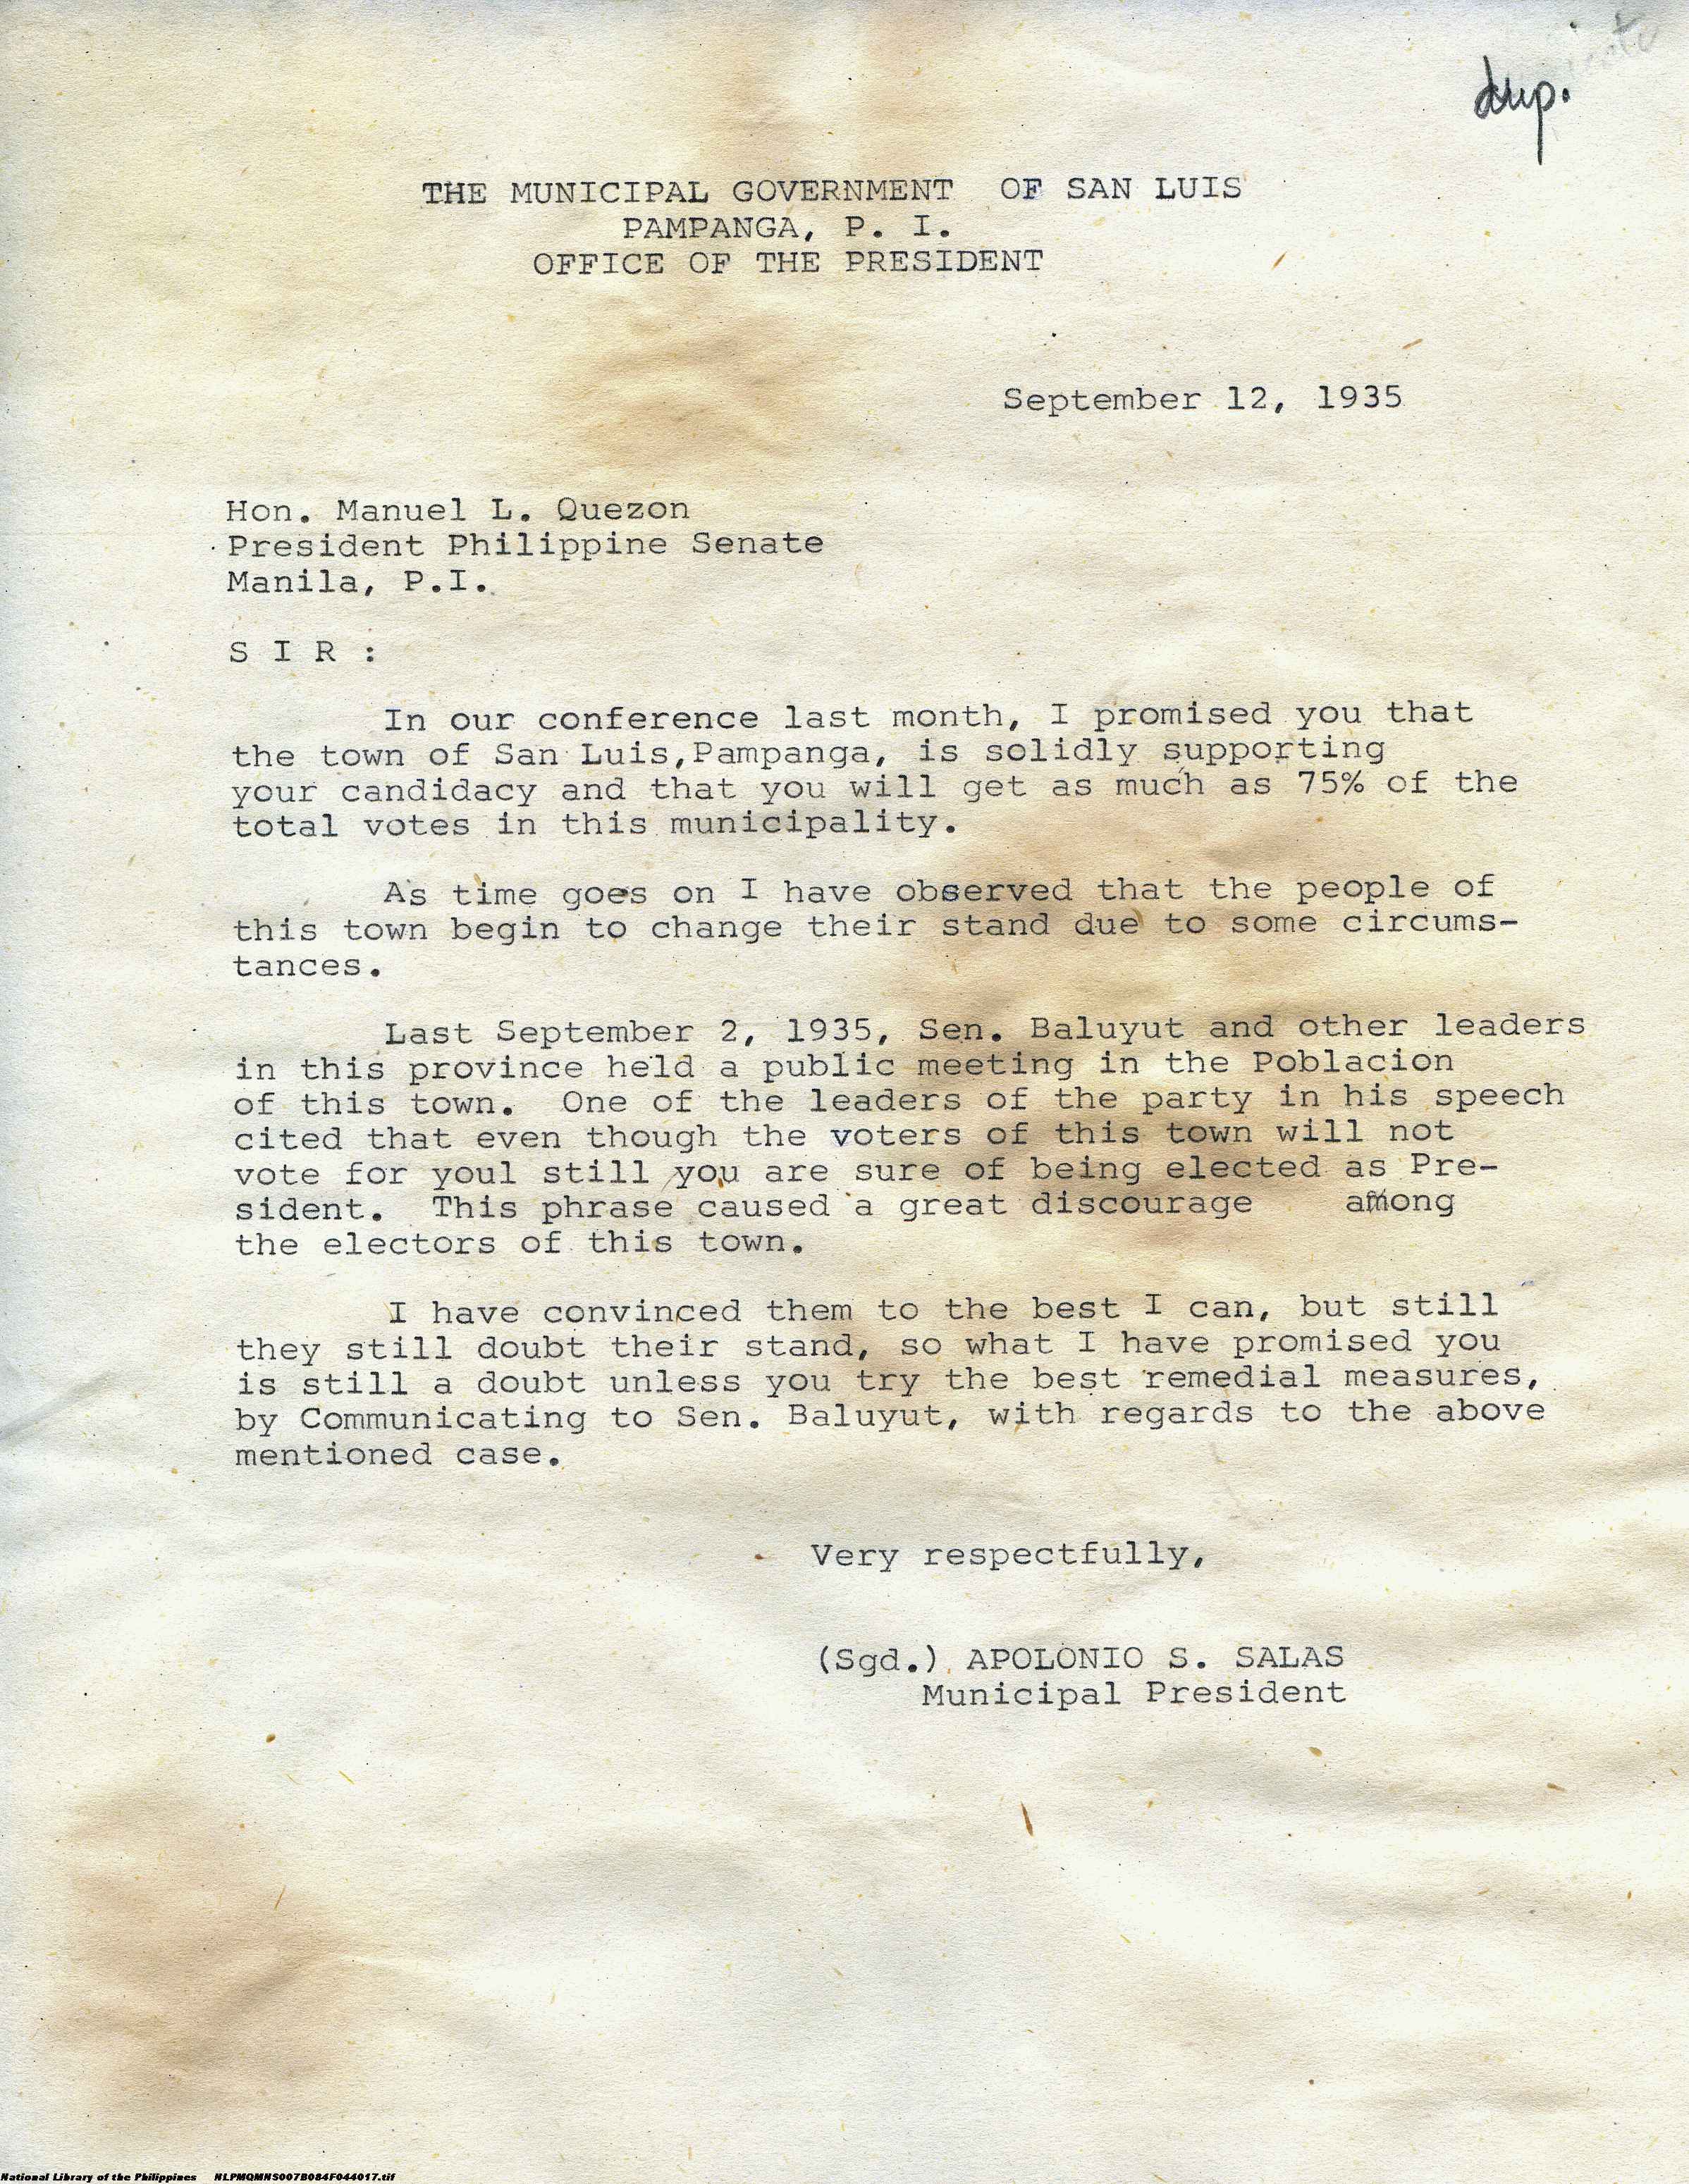 dup.
THE MUNICIPAL GOVERNMENT OF SAN LUIS
PAMPANGA, P. I.
OFFICE OF THE PRESIDENT
September 12, 1935
Hon. Manuel L. Quezon
President Philippine Senate
Manila, P.I.
S I R :
In our conference last month, I promised you that
the town of San Luis,Pampanga, is solidly supporting
your candidacy and that you will get as much as 75% of the
total votes in this municipality.
As time goes on I have observed that the people of
this town begin to change their stand due to some circums-
tances.
Last September 2, 1935, Sen. Baluyut and other leaders
in this province held a public meeting in the Poblacion
of this town. One of the leaders of the party in his speech
cited that even though the voters of this town will not
vote for youl still you are sure of being elected as Pre-
sident. This phrase caused a great discourage among
the electors of this town.
I have convinced them to the best I can, but still
they still doubt their stand, so what I have promised you
is still a doubt unless you try the best remedial measures,
by Communicating to Sen. Baluyut, with regards to the above
mentioned case.
Very respectfully,
(Sgd.) APOLONIO S. SALAS
Municipal President
National Library of the Philippines NLPMQMNS007B084F044017.tif